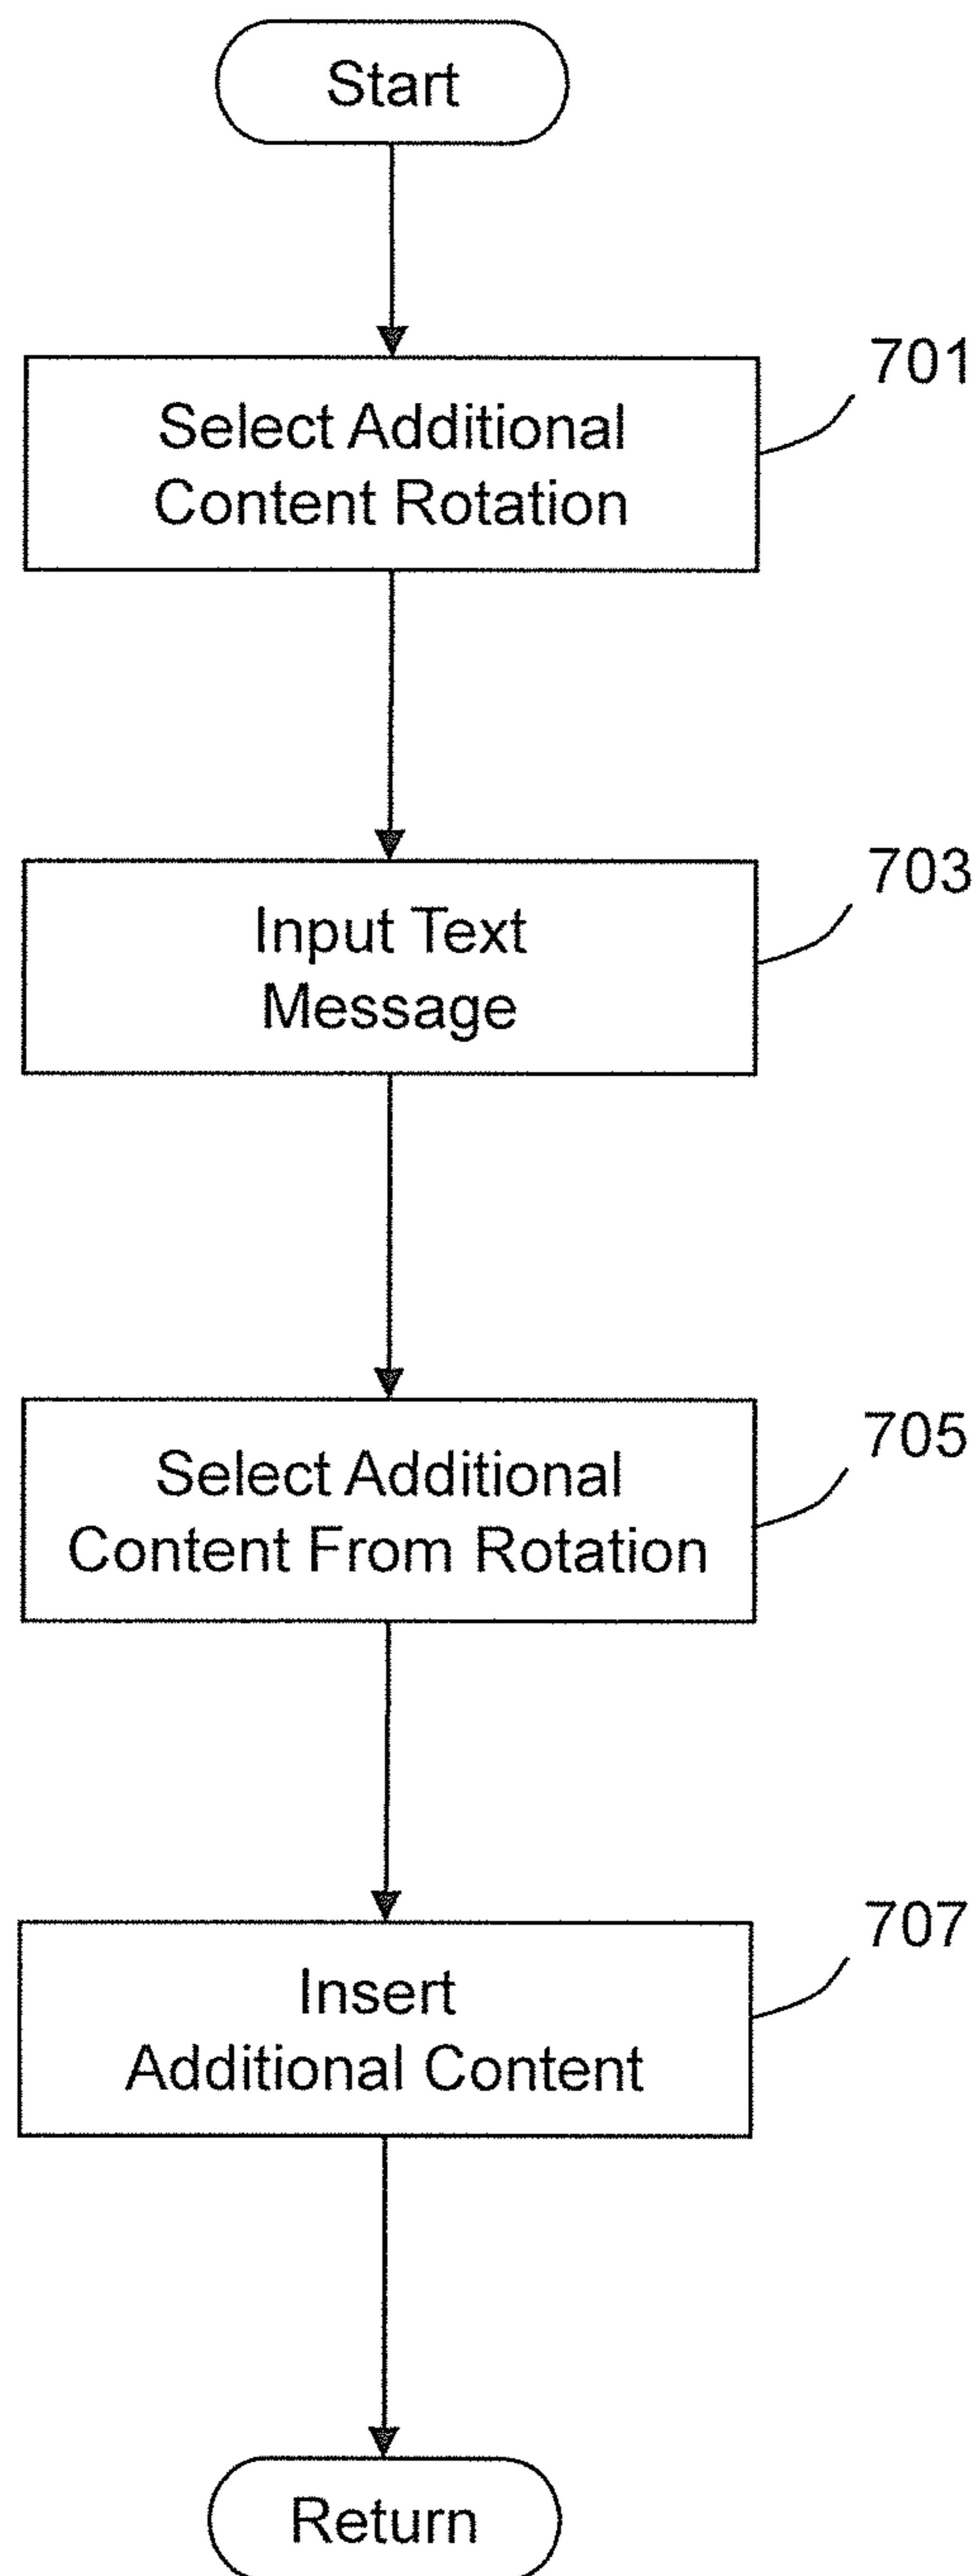 Start
701
Select Additional
Content Rotation
703
Input Text
Message
705
Select Additional
Content From Rotation
707
Insert
Additional Content
Return